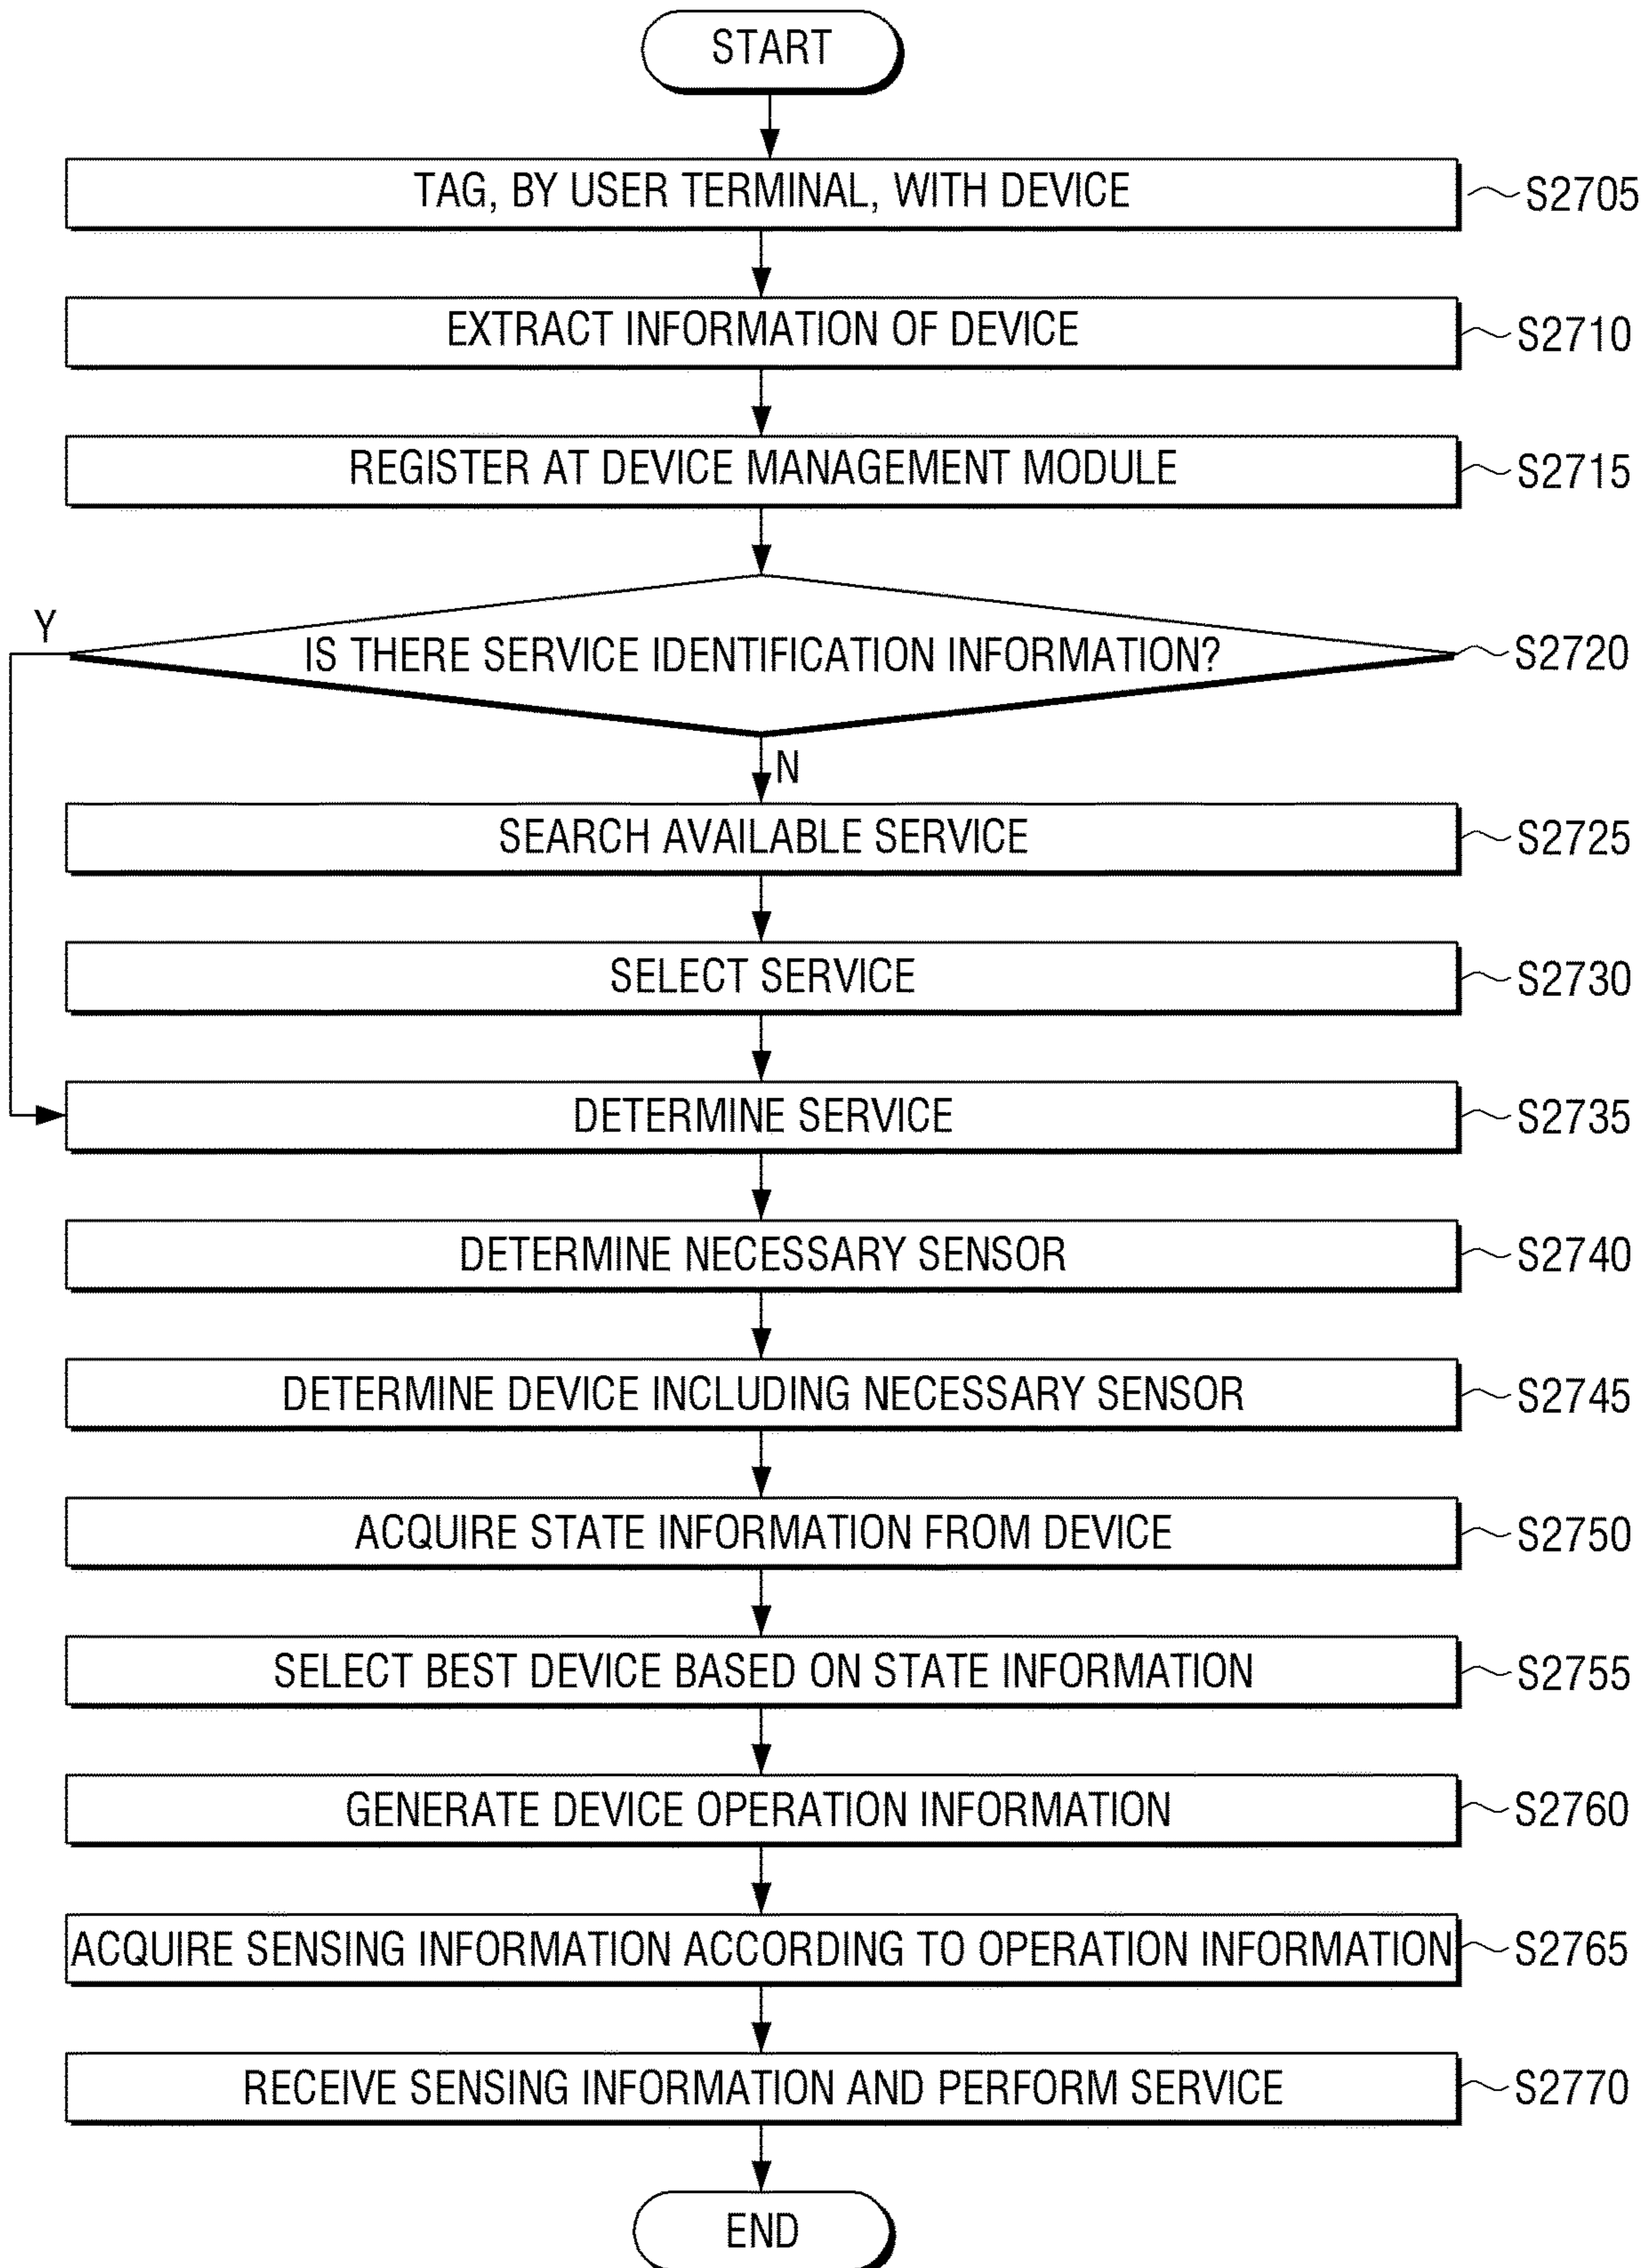 START
TAG, BY USER TERMINAL, WITH DEVICE
S2705
EXTRACT INFORMATION OF DEVICE
S2710
REGISTER AT DEVICE MANAGEMENT MODULE
S2715
Y
IS THERE SERVICE IDENTIFICATION INFORMATION?
S2720
N
SEARCH AVAILABLE SERVICE
S2725
SELECT SERVICE
S2730
DETERMINE SERVICE
S2735
DETERMINE NECESSARY SENSOR
S2740
DETERMINE DEVICE INCLUDING NECESSARY SENSOR
S2745
ACQUIRE STATE INFORMATION FROM DEVICE
S2750
SELECT BEST DEVICE BASED ON STATE INFORMATION
S2755
GENERATE DEVICE OPERATION INFORMATION
S2760
ACQUIRE SENSING INFORMATION ACCORDING TO OPERATION INFORMATION
S2765
RECEIVE SENSING INFORMATION AND PERFORM SERVICE
S2770
END